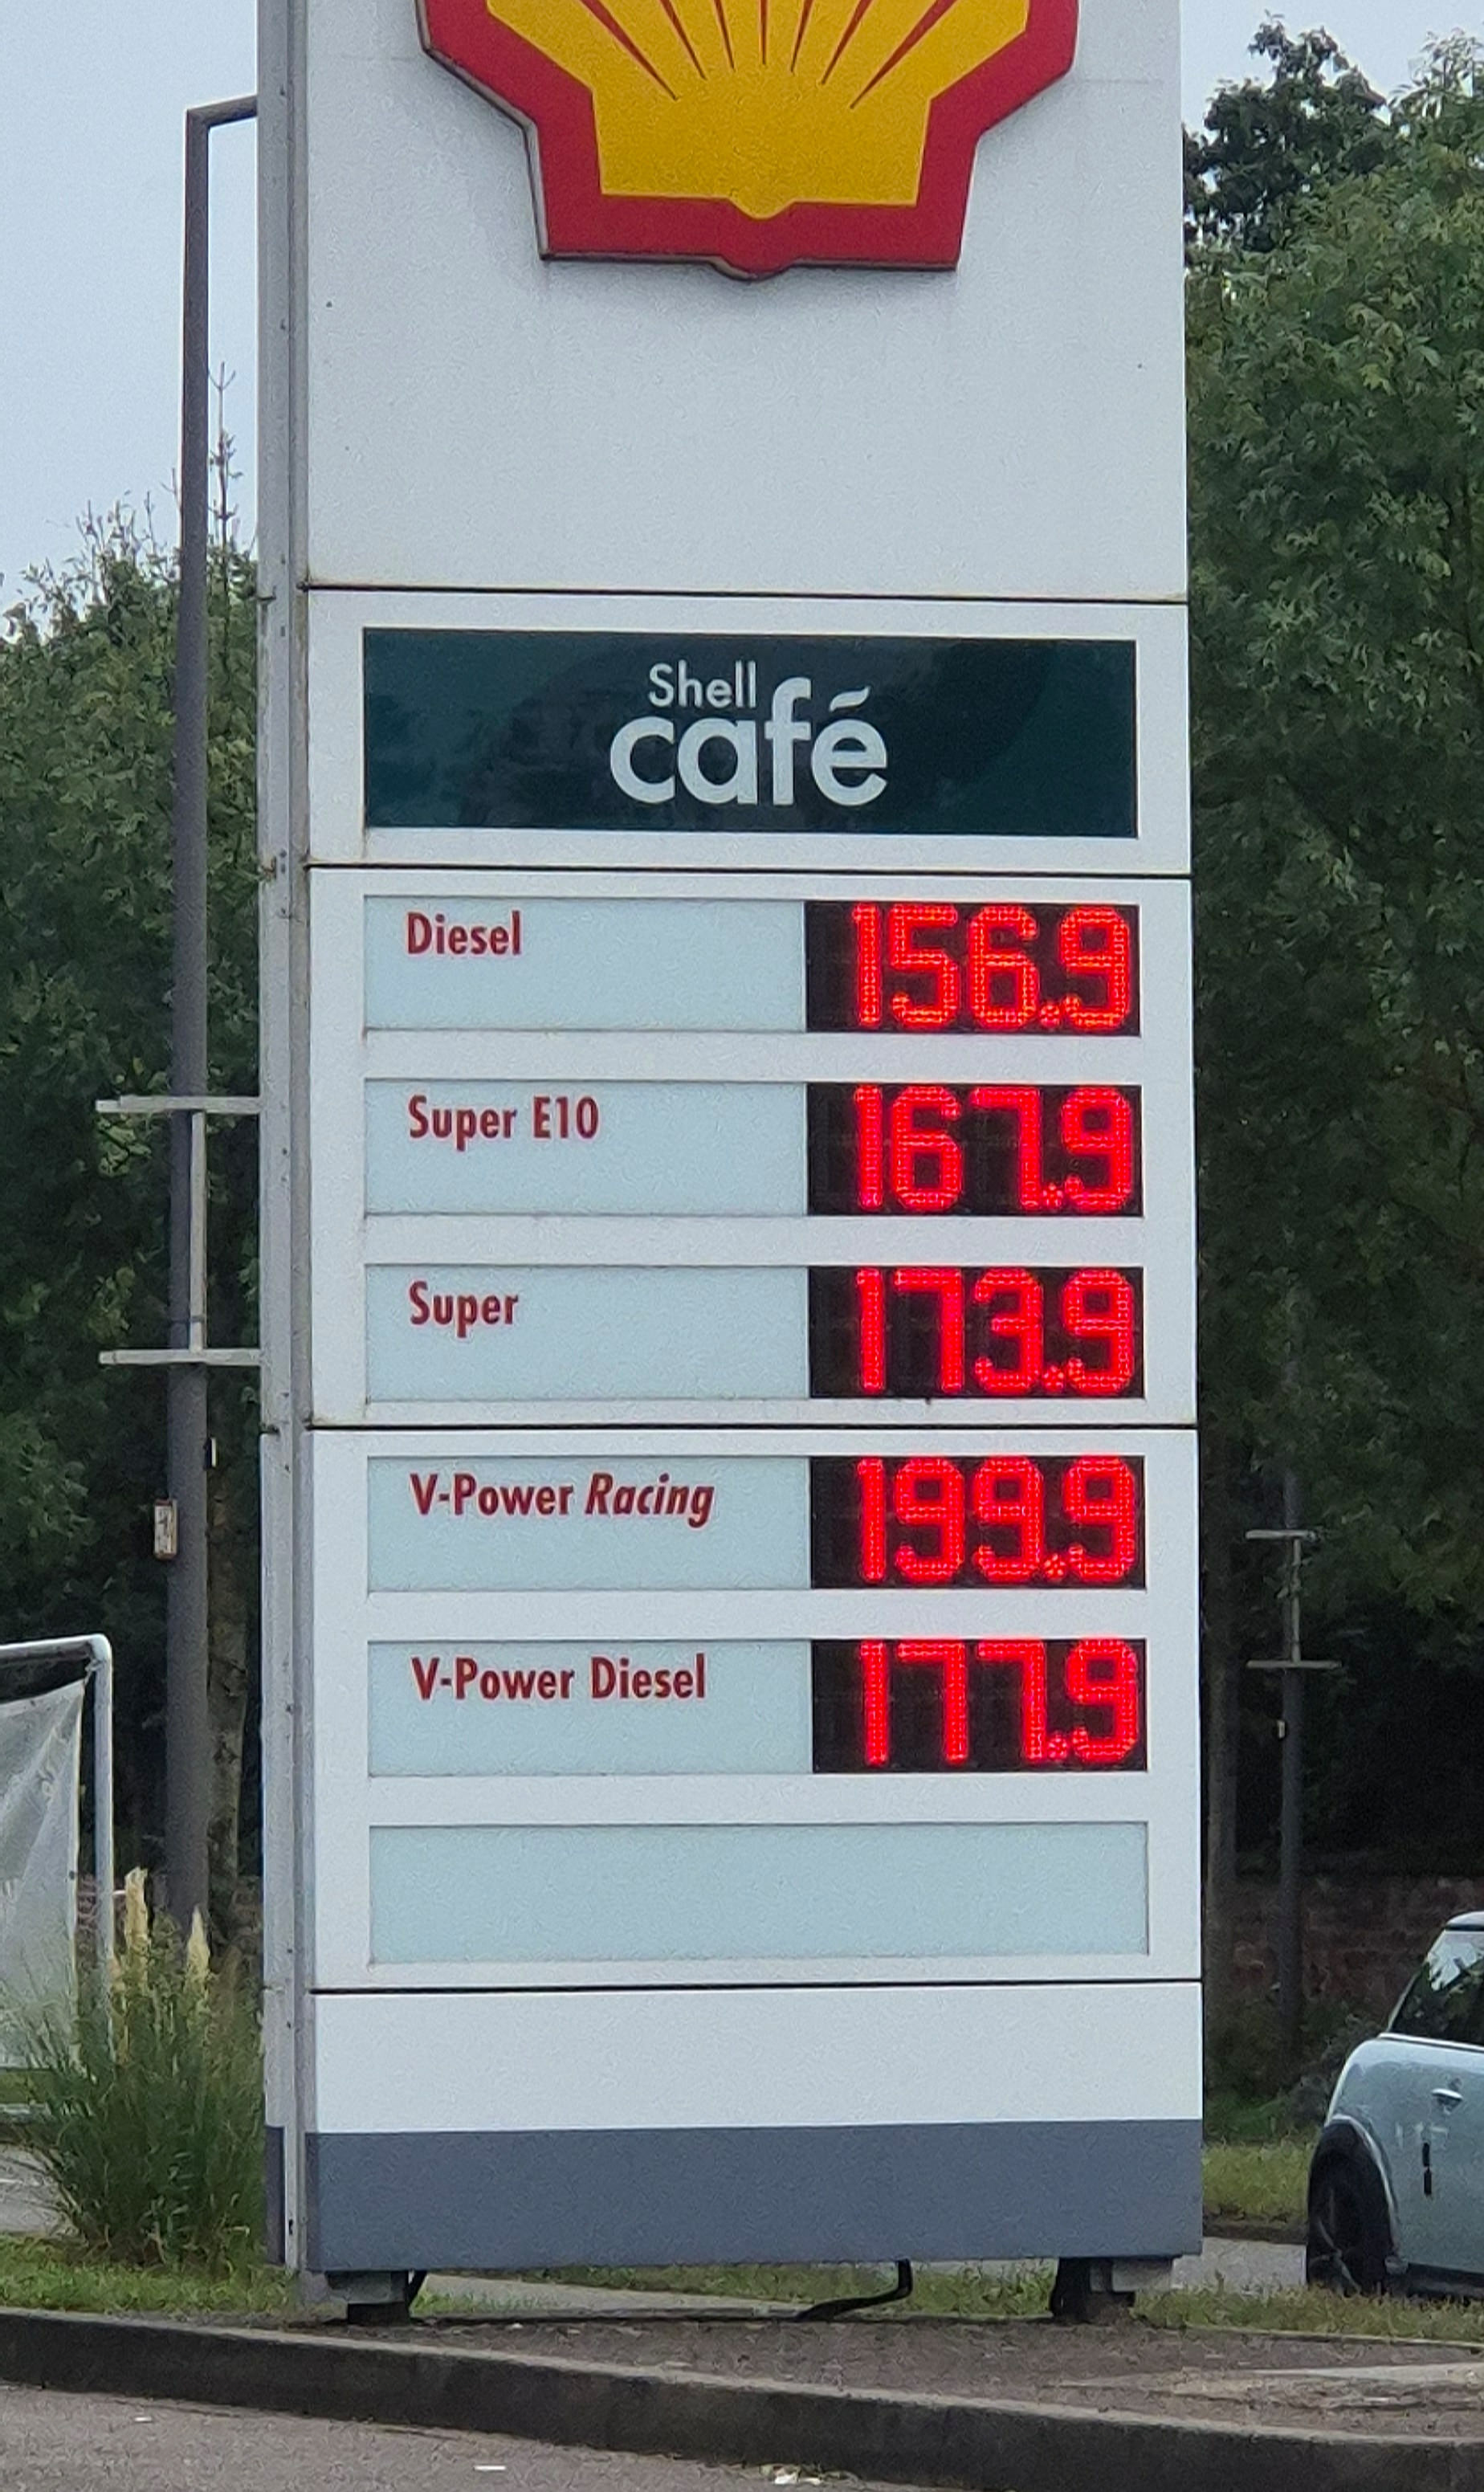 Shell
café
Diesel 156.9
Super E10 167.9
Super 173.9
V-Power Racing 199.9
V-Power Diesel 177.9